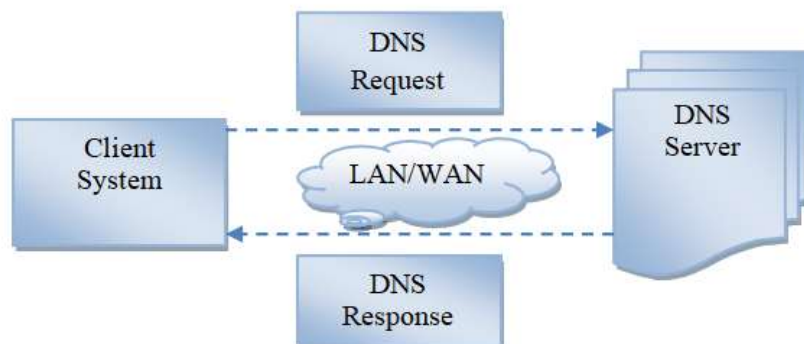 DNS
Request
Client
System
LAN/WAN
DNS
Server
DNS
Response